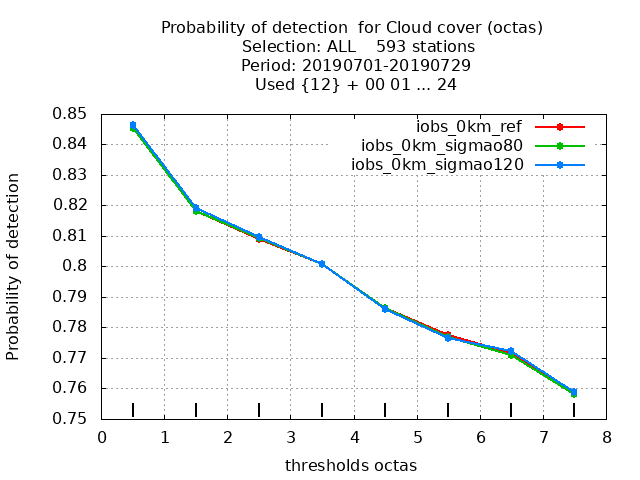 Probability of detection  for Cloud cover (octas)
Selection: ALL    593 stations
Period: 20190701-20190729
Used {12} + 00 01 ... 24
iobs_0km_ref
iobs_0km_sigmao80
iobs_0km_sigmao120
Probability of detection
0.85
0.84
0.83
0.82
0.81
0.8
0.79
0.78
0.77
0.76
0.75
0 1 2 3 4 5 6 7 8
thresholds octas